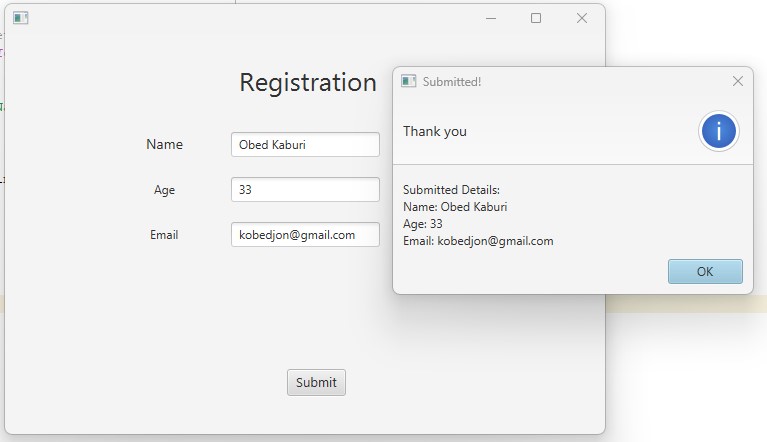 Registration
Name
Obed Kaburi
Age
33
Email
kobedjon@gmail.com
Submit
Submitted!
Thank you
Submitted Details:
Name: Obed Kaburi
Age: 33
Email: kobedjon@gmail.com
OK